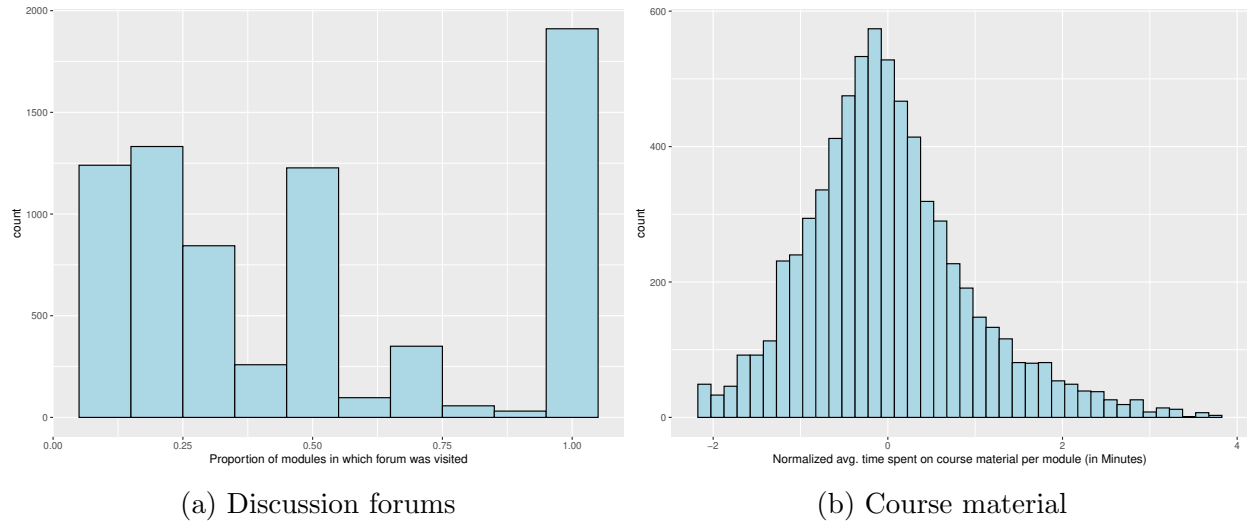 2000
1500
1000
500
0
count
0.00 0.25 0.50 0.75 1.00
Proportion of modules in which forum was visited
(a) Discussion forums
600
400
200
0
count
−2 0 2 4
Normalized avg. time spent on course material per module (in Minutes)
(b) Course material